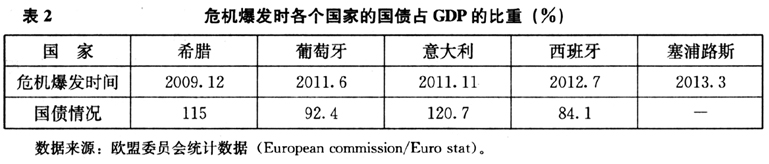 表 2 危机爆发时各个国家的国债占 GDP 的比重（%）
国 家 希腊 葡萄牙 意大利 西班牙 塞浦路斯
危机爆发时间 2009.12 2011.6 2011.11 2012.7 2013.3
国债情况 115 92.4 120.7 84.1 —
数据来源：欧盟委员会统计数据（European commission/Euro stat）。